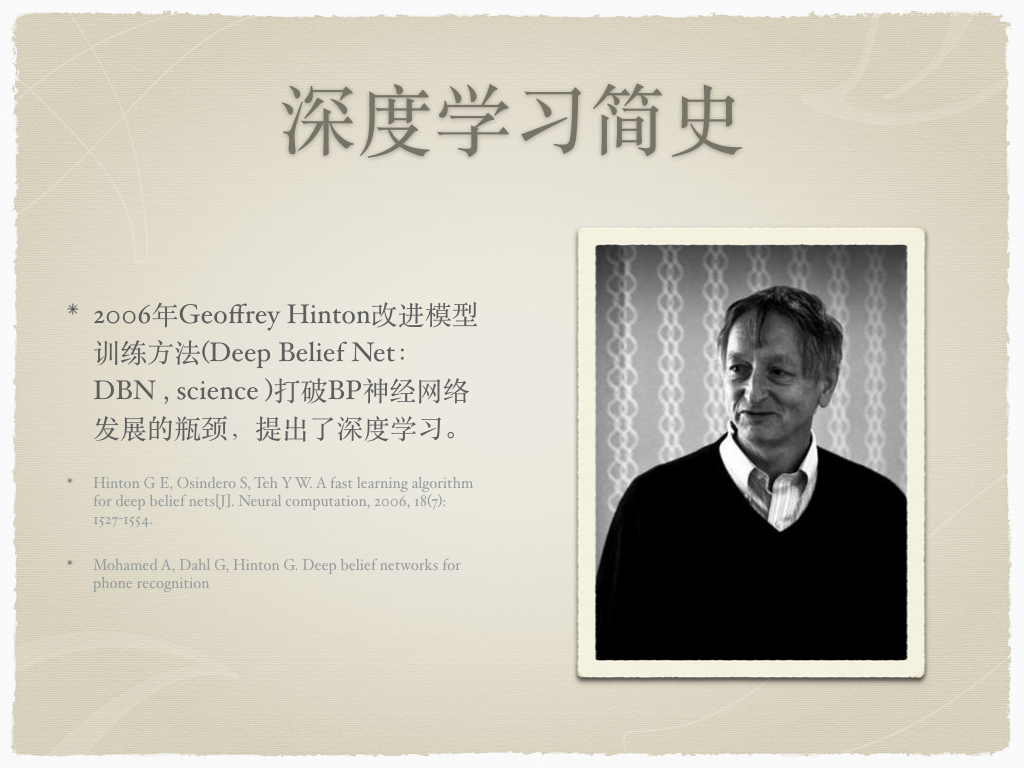 深度学习简史
2006年Geoffrey Hinton改进模型
训练方法(Deep Belief Net：
DBN , science )打破BP神经网络
发展的瓶颈，提出了深度学习。
Hinton G E, Osindero S, Teh Y W. A fast learning algorithm
for deep belief nets[J]. Neural computation, 2006, 18(7):
1527-1554.
Mohamed A, Dahl G, Hinton G. Deep belief networks for
phone recognition